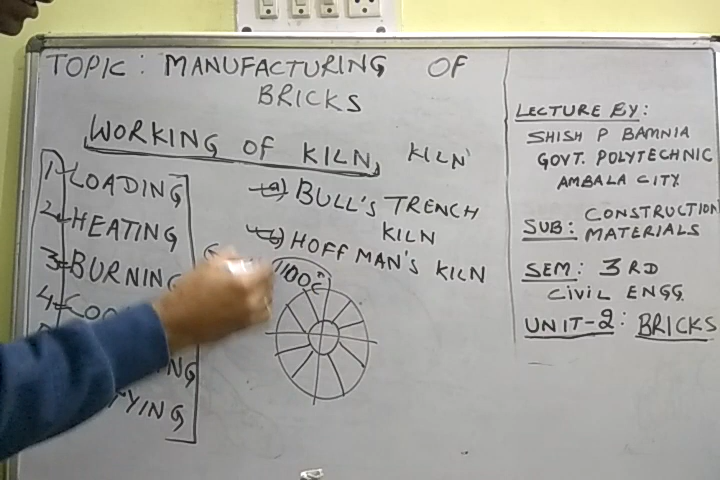 TOPIC: MANUFACTURING OF
BRICKS
WORKING OF KILN, KILN
1- LOADING
2- HEATING
3- BURNING
4-
(a) BULL'S TRENCH
KILN
(b) HOFFMAN'S KILN
1100°C
LECTURE BY:
SHISH P BAMNIA
GOVT. POLYTECHNIC
AMBALA CITY
SUB: CONSTRUCTION
MATERIALS
SEM: 3RD
CIVIL ENGG.
UNIT-2: BRICKS